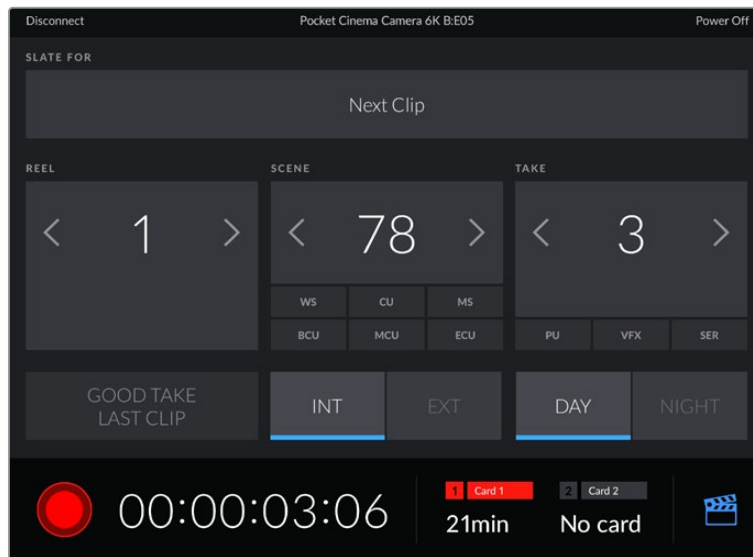 Disconnect Pocket Cinema Camera 6K B:E05 Power Off
SLATE FOR
Next Clip
REEL SCENE TAKE
< 1 > < 78 > < 3 >
WS CU MS
BCU MCU ECU PU VFX SER
GOOD TAKE
LAST CLIP
INT EXT DAY NIGHT
00:00:03:06
1 Card 1 2 Card 2
21min No card